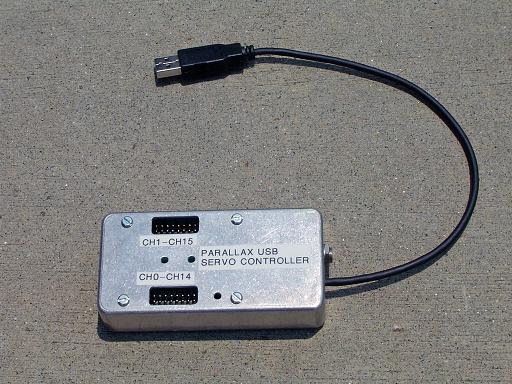 CH1-CH15
PARALLAX USB
SERVO CONTROLLER
CH0-CH14